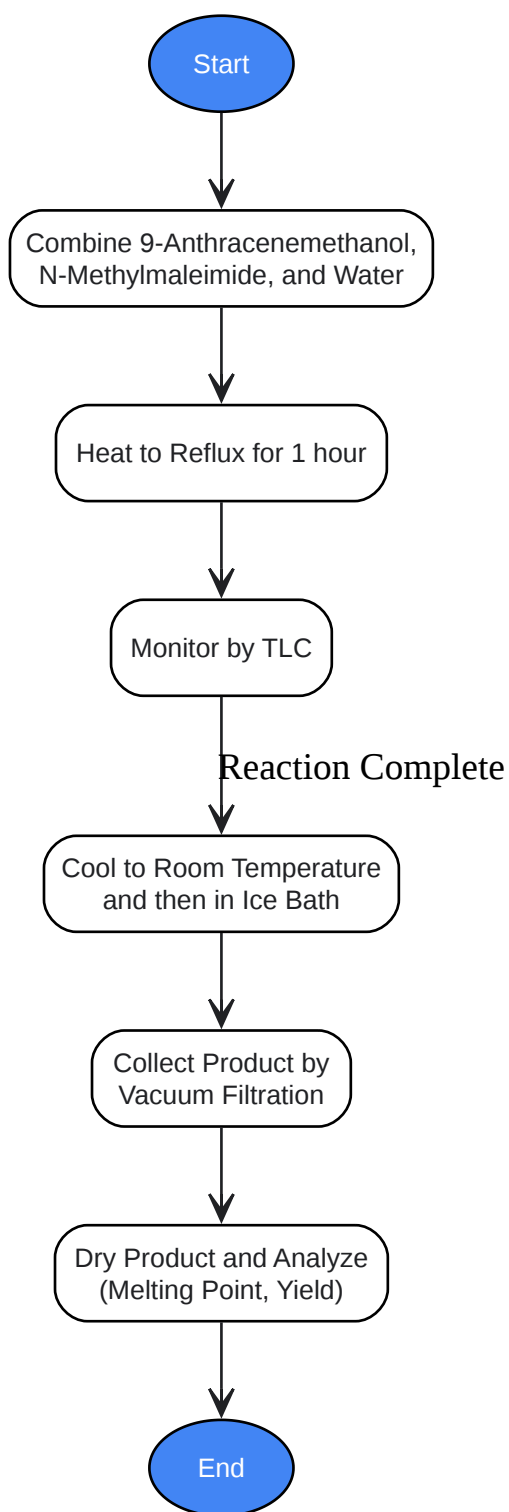 Start
Combine 9-Anthracenemethanol,
N-Methylmaleimide, and Water
Heat to Reflux for 1 hour
Monitor by TLC
Reaction Complete
Cool to Room Temperature
and then in Ice Bath
Collect Product by
Vacuum Filtration
Dry Product and Analyze
(Melting Point, Yield)
End